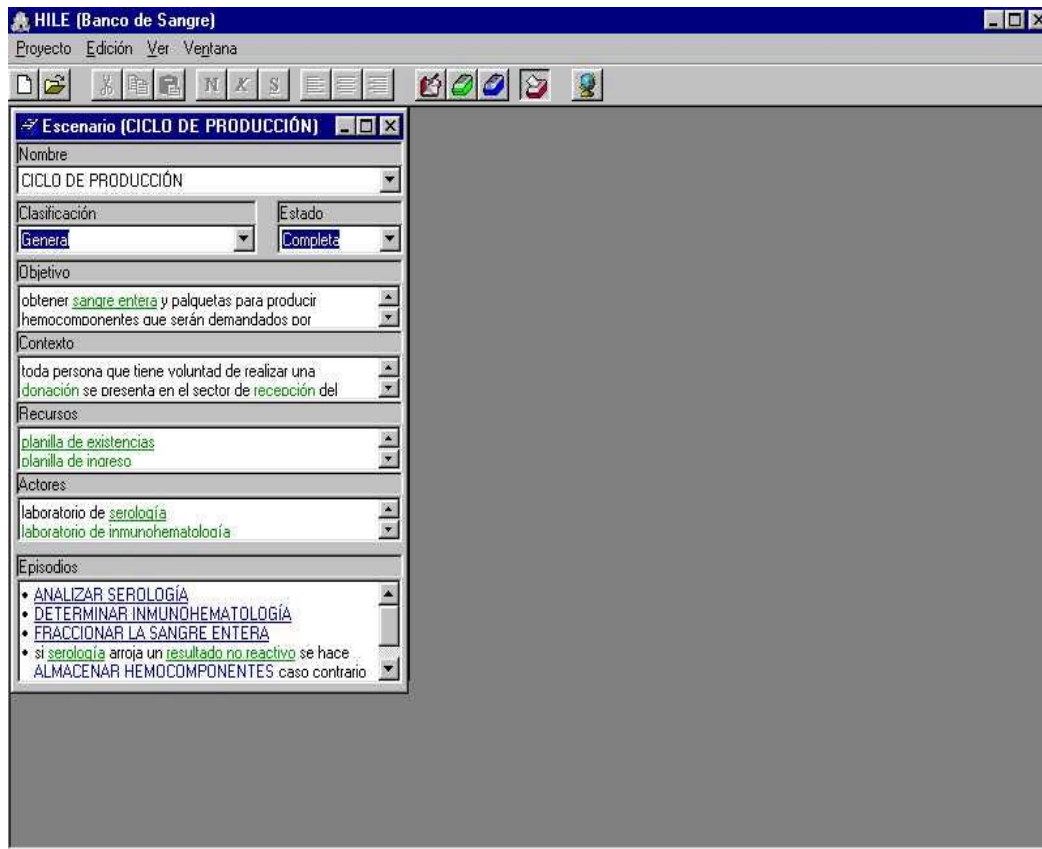 HILE (Banco de Sangre)
Proyecto Edición Ver Ventana
N K S
Escenario (CICLO DE PRODUCCIÓN)
Nombre
CICLO DE PRODUCCIÓN
Clasificación Estado
General Completa
Objetivo
obtener sangre entera y palquetas para producir
hemocomponentes que serán demandados por
Contexto
toda persona que tiene voluntad de realizar una
donación se presenta en el sector de recepción del
Recursos
planilla de existencias
planilla de ingreso
Actores
laboratorio de serología
laboratorio de inmunohematología
Episodios
• ANALIZAR SEROLOGÍA
• DETERMINAR INMUNOHEMATOLOGÍA
• FRACCIONAR LA SANGRE ENTERA
• si serología arroja un resultado no reactivo se hace
ALMACENAR HEMOCOMPONENTES caso contrario